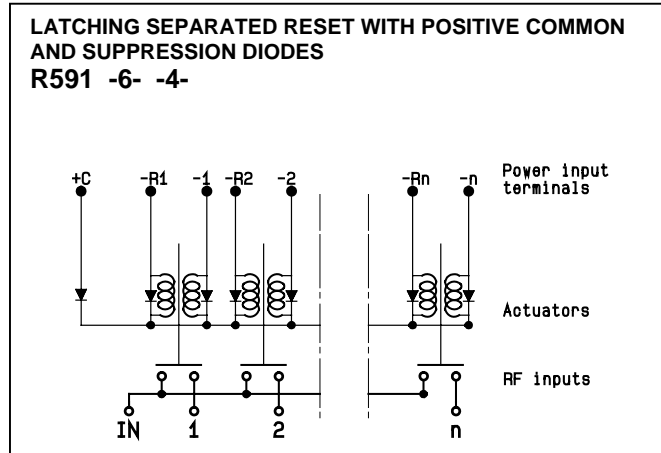 LATCHING SEPARATED RESET WITH POSITIVE COMMON
AND SUPPRESSION DIODES
R591 -6- -4-
+C -R1 -1 -R2 -2 -Rn -n Power input
terminals
Actuators
RF inputs
IN 1 2 n